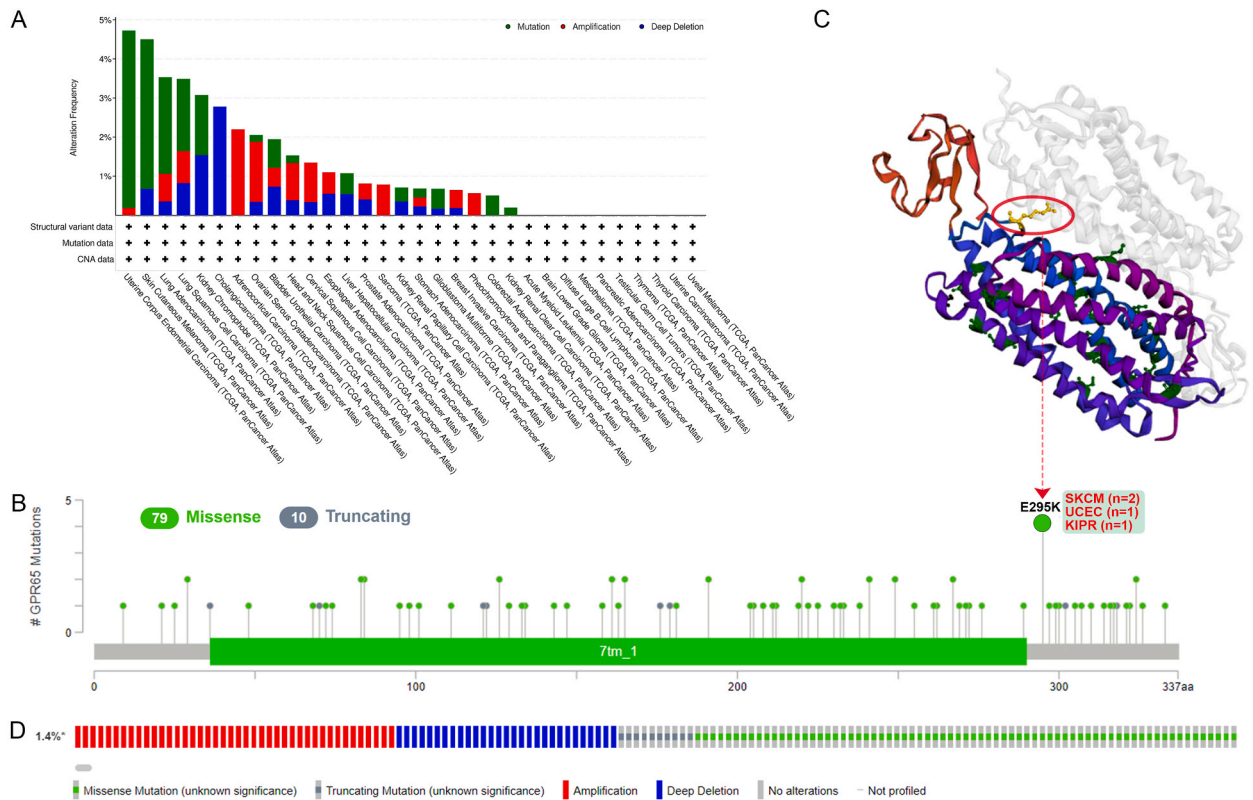 A
5%
4%
3%
2%
1%
Alteration Frequency
Mutation
Amplification
Deep Deletion
Structural variant data
Mutation data
CNA data
Uterine Corpus Endometrial Carcinoma (TCGA, PanCancer Atlas)
Skin Cutaneous Melanoma (TCGA, PanCancer Atlas)
Lung Adenocarcinoma (TCGA, PanCancer Atlas)
Lung Squamous Cell Carcinoma (TCGA, PanCancer Atlas)
Kidney Chromophobe (TCGA, PanCancer Atlas)
Cholangiocarcinoma (TCGA, PanCancer Atlas)
Adrenocortical Carcinoma (TCGA, PanCancer Atlas)
Ovarian Serous Cystadenocarcinoma (TCGA, PanCancer Atlas)
Bladder Urothelial Carcinoma (TCGA, PanCancer Atlas)
Head and Neck Squamous Cell Carcinoma (TCGA, PanCancer Atlas)
Cervical Squamous Cell Carcinoma (TCGA, PanCancer Atlas)
Esophageal Adenocarcinoma (TCGA, PanCancer Atlas)
Liver Hepatocellular Carcinoma (TCGA, PanCancer Atlas)
Prostate Adenocarcinoma (TCGA, PanCancer Atlas)
Sarcoma (TCGA, PanCancer Atlas)
Kidney Renal Papillary Cell Carcinoma (TCGA, PanCancer Atlas)
Stomach Adenocarcinoma (TCGA, PanCancer Atlas)
Glioblastoma Multiforme (TCGA, PanCancer Atlas)
Breast Invasive Carcinoma (TCGA, PanCancer Atlas)
Pheochromocytoma and Paraganglioma (TCGA, PanCancer Atlas)
Colorectal Adenocarcinoma (TCGA, PanCancer Atlas)
Kidney Renal Clear Cell Carcinoma (TCGA, PanCancer Atlas)
Acute Myeloid Leukemia (TCGA, PanCancer Atlas)
Brain Lower Grade Glioma (TCGA, PanCancer Atlas)
Diffuse Large B-Cell Lymphoma (TCGA, PanCancer Atlas)
Mesothelioma (TCGA, PanCancer Atlas)
Pancreatic Adenocarcinoma (TCGA, PanCancer Atlas)
Testicular Germ Cell Tumors (TCGA, PanCancer Atlas)
Thymoma (TCGA, PanCancer Atlas)
Thyroid Carcinoma (TCGA, PanCancer Atlas)
Uterine Carcinosarcoma (TCGA, PanCancer Atlas)
Uveal Melanoma (TCGA, PanCancer Atlas)
C
B
5
0
# GPR65 Mutations
79 Missense
10 Truncating
E295K
SKCM (n=2)
UCEC (n=1)
KIPR (n=1)
7tm_1
0
100
200
300
337aa
D
1.4%*
Missense Mutation (unknown significance)
Truncating Mutation (unknown significance)
Amplification
Deep Deletion
No alterations
Not profiled